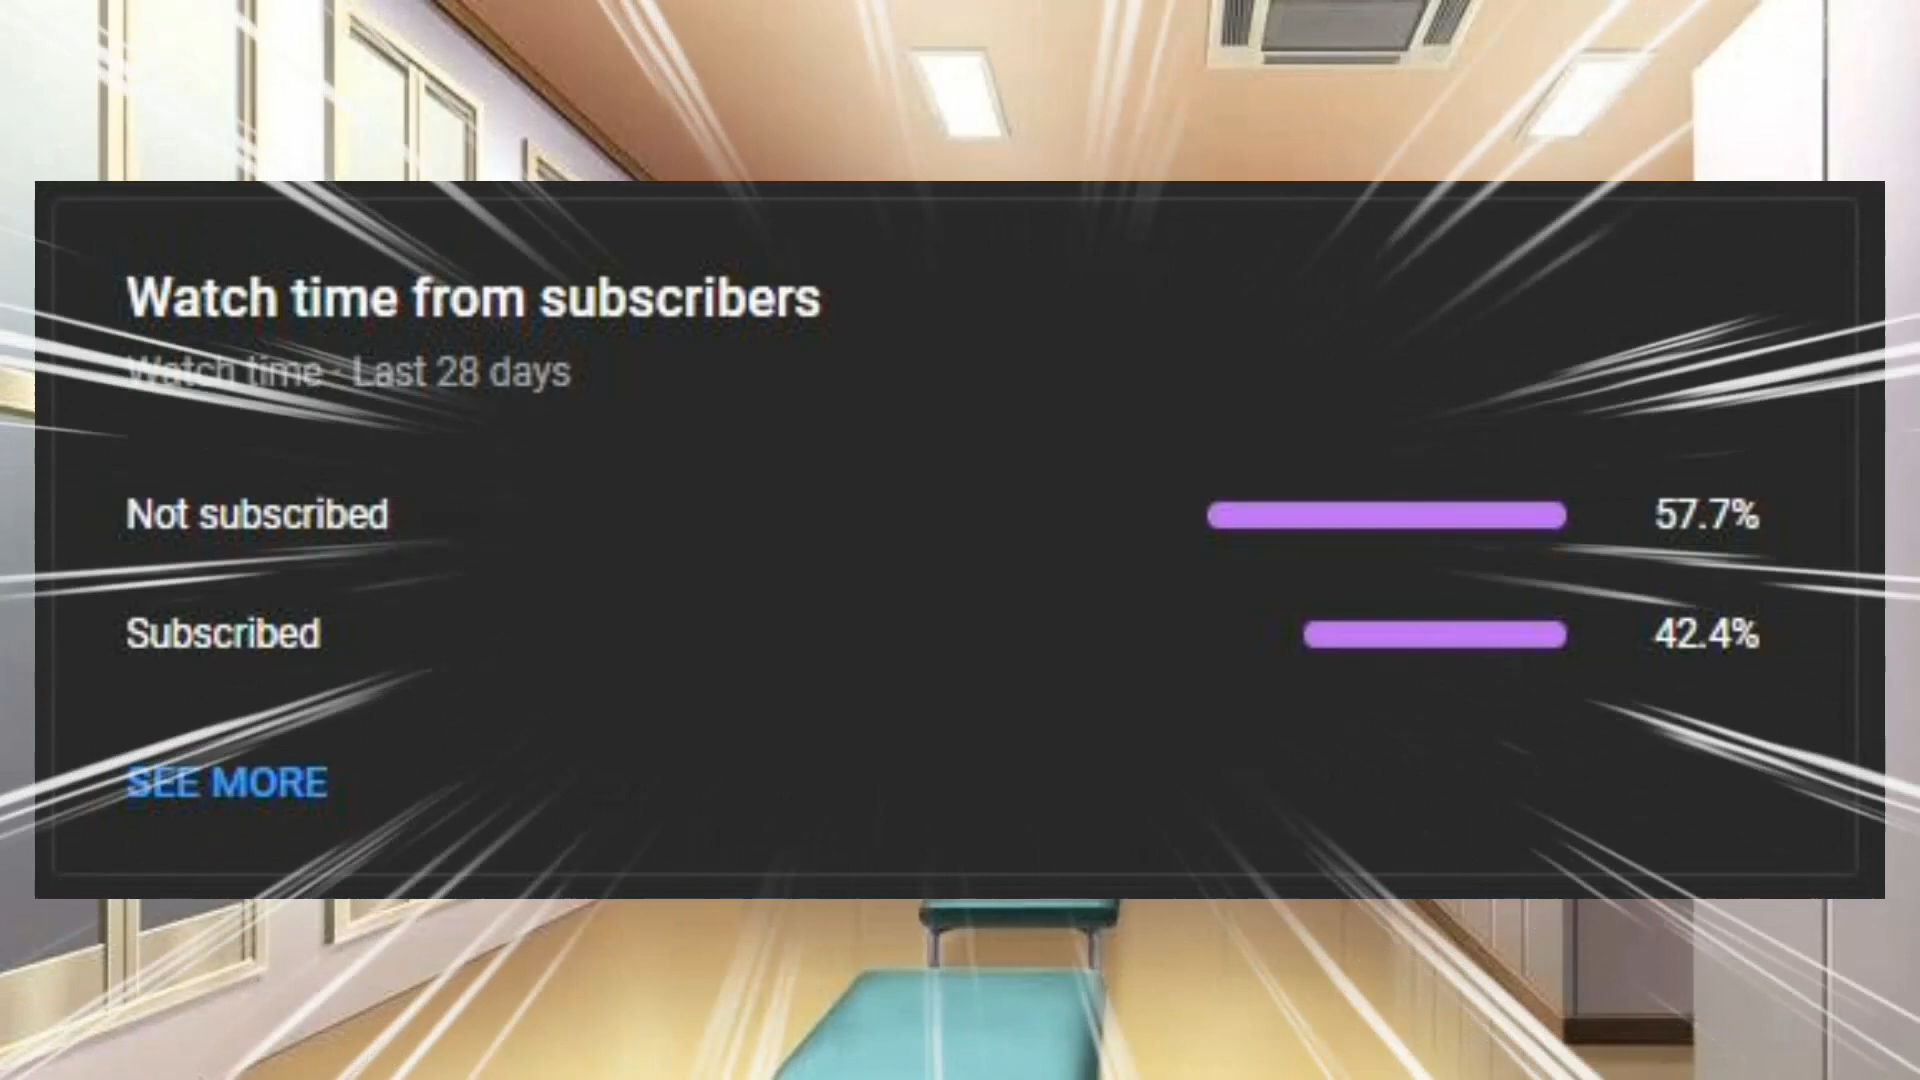 Watch time from subscribers
Watch time · Last 28 days
Not subscribed
57.7%
Subscribed
42.4%
SEE MORE